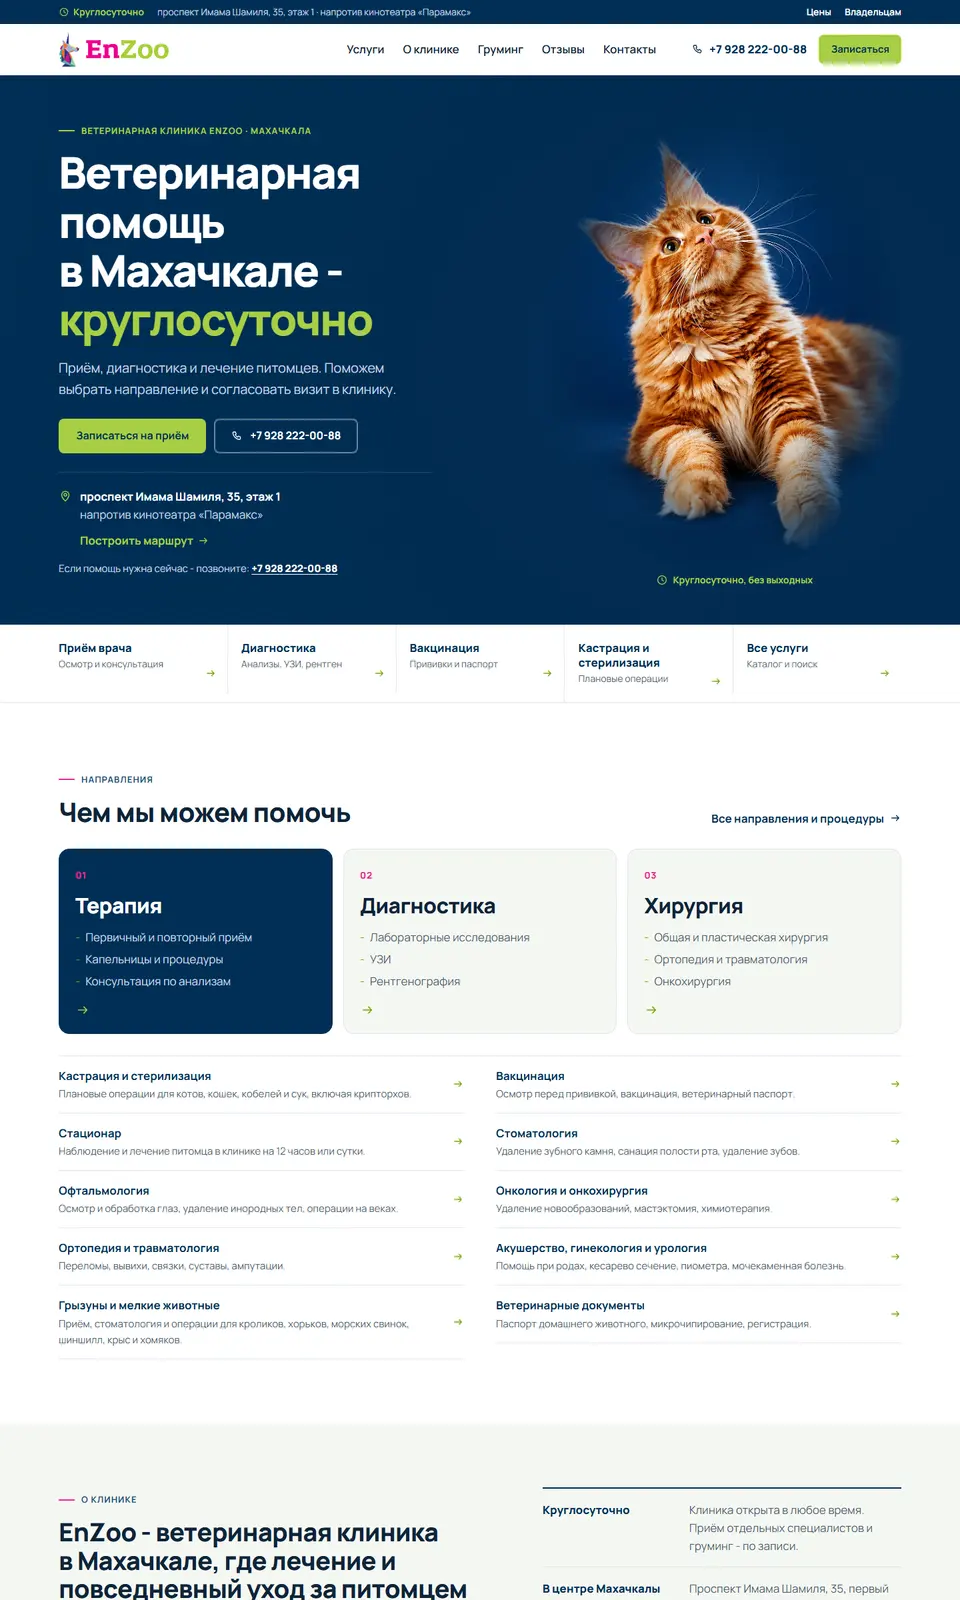 Круглосуточно проспект Имама Шамиля, 35, этаж 1 · напротив кинотеатра «Парамакс» Цены Владельцам
EnZoo Услуги О клинике Груминг Отзывы Контакты +7 928 222-00-88 Записаться
ВЕТЕРИНАРНАЯ КЛИНИКА ENZOO · МАХАЧКАЛА
Ветеринарная
помощь
в Махачкале -
круглосуточно
Приём, диагностика и лечение питомцев. Поможем
выбрать направление и согласовать визит в клинику.
Записаться на приём +7 928 222-00-88
проспект Имама Шамиля, 35, этаж 1
напротив кинотеатра «Парамакс»
Построить маршрут →
Если помощь нужна сейчас - позвоните: +7 928 222-00-88
Круглосуточно, без выходных
Приём врача
Осмотр и консультация
→
Диагностика
Анализы, УЗИ, рентген
→
Вакцинация
Прививки и паспорт
→
Кастрация и
стерилизация
Плановые операции
→
Все услуги
Каталог и поиск
→
НАПРАВЛЕНИЯ
Чем мы можем помочь
Все направления и процедуры →
01
Терапия
- Первичный и повторный приём
- Капельницы и процедуры
- Консультация по анализам
→
02
Диагностика
- Лабораторные исследования
- УЗИ
- Рентгенография
→
03
Хирургия
- Общая и пластическая хирургия
- Ортопедия и травматология
- Онкохирургия
→
Кастрация и стерилизация
Плановые операции для котов, кошек, кобелей и сук, включая крипторхов.
→
Вакцинация
Осмотр перед прививкой, вакцинация, ветеринарный паспорт.
→
Стационар
Наблюдение и лечение питомца в клинике на 12 часов или сутки.
→
Стоматология
Удаление зубного камня, санация полости рта, удаление зубов.
→
Офтальмология
Осмотр и обработка глаз, удаление инородных тел, операции на веках.
→
Онкология и онкохирургия
Удаление новообразований, мастэктомия, химиотерапия.
→
Ортопедия и травматология
Переломы, вывихи, связки, суставы, ампутации.
→
Акушерство, гинекология и урология
Помощь при родах, кесарево сечение, пиометра, мочекаменная болезнь.
→
Грызуны и мелкие животные
Приём, стоматология и операции для кроликов, хорьков, морских свинок,
шиншилл, крыс и хомяков.
→
Ветеринарные документы
Паспорт домашнего животного, микрочипирование, регистрация.
→
О КЛИНИКЕ
EnZoo - ветеринарная клиника
в Махачкале, где лечение и
повседневный уход за питомцем
Круглосуточно
Клиника открыта в любое время.
Приём отдельных специалистов и
груминг - по записи.
В центре Махачкалы
Проспект Имама Шамиля, 35, первый